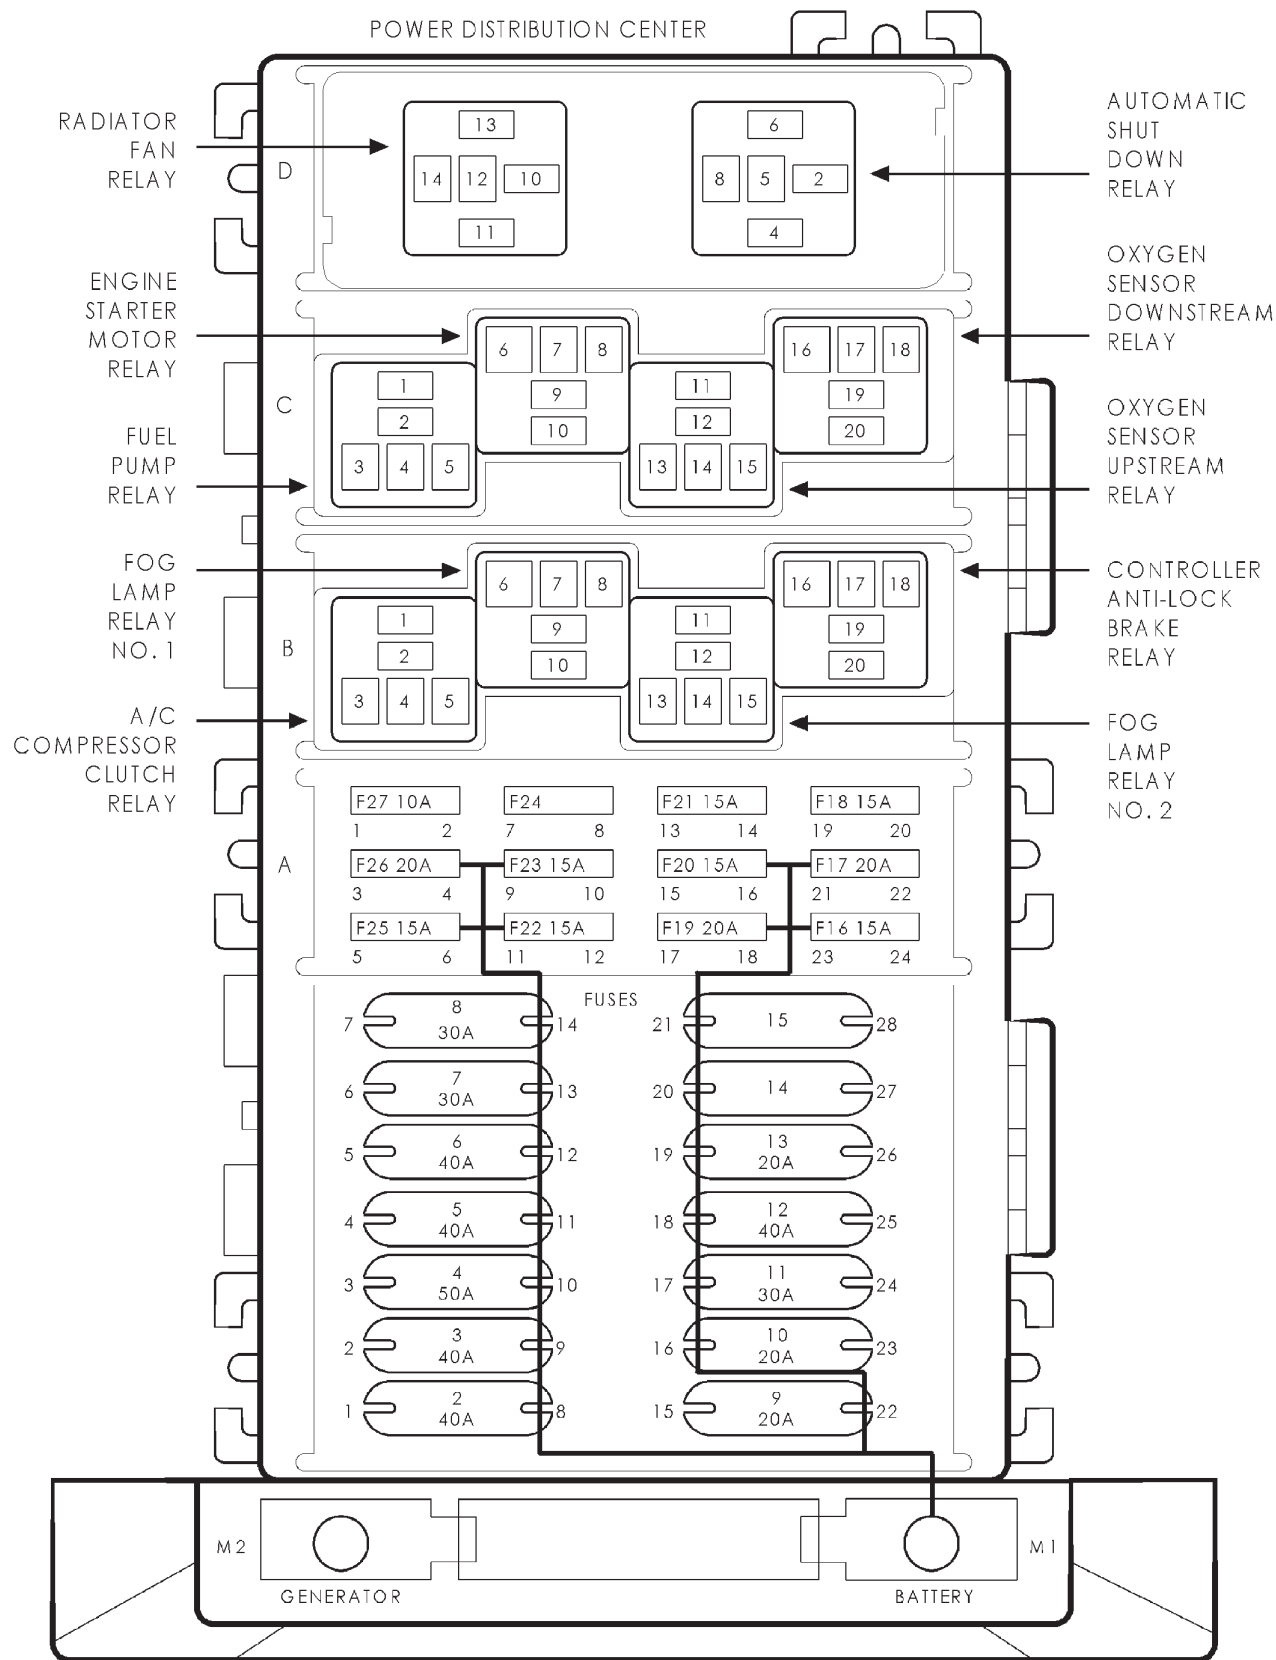 POWER DISTRIBUTION CENTER
RADIATOR
FAN
RELAY
D
13
14 12 10
11
6
8 5 2
4
AUTOMATIC
SHUT
DOWN
RELAY
ENGINE
STARTER
MOTOR
RELAY
OXYGEN
SENSOR
DOWNSTREAM
RELAY
FUEL
PUMP
RELAY
C
6 7 8
9
10
16 17 18
19
20
1
2
3 4 5
11
12
13 14 15
OXYGEN
SENSOR
UPSTREAM
RELAY
FOG
LAMP
RELAY
NO. 1
CONTROLLER
ANTI-LOCK
BRAKE
RELAY
A/C
COMPRESSOR
CLUTCH
RELAY
B
6 7 8
9
10
16 17 18
19
20
1
2
3 4 5
11
12
13 14 15
FOG
LAMP
RELAY
NO. 2
A
F27 10A F24 F21 15A F18 15A
1 2 7 8 13 14 19 20
F26 20A F23 15A F20 15A F17 20A
3 4 9 10 15 16 21 22
F25 15A F22 15A F19 20A F16 15A
5 6 11 12 17 18 23 24
FUSES
7 8 30A 14 21 15 28
6 7 30A 13 20 14 27
5 6 40A 12 19 13 20A 26
4 5 40A 11 18 12 40A 25
3 4 50A 10 17 11 30A 24
2 3 40A 9 16 10 20A 23
1 2 40A 8 15 9 20A 22
M2 M1
GENERATOR BATTERY